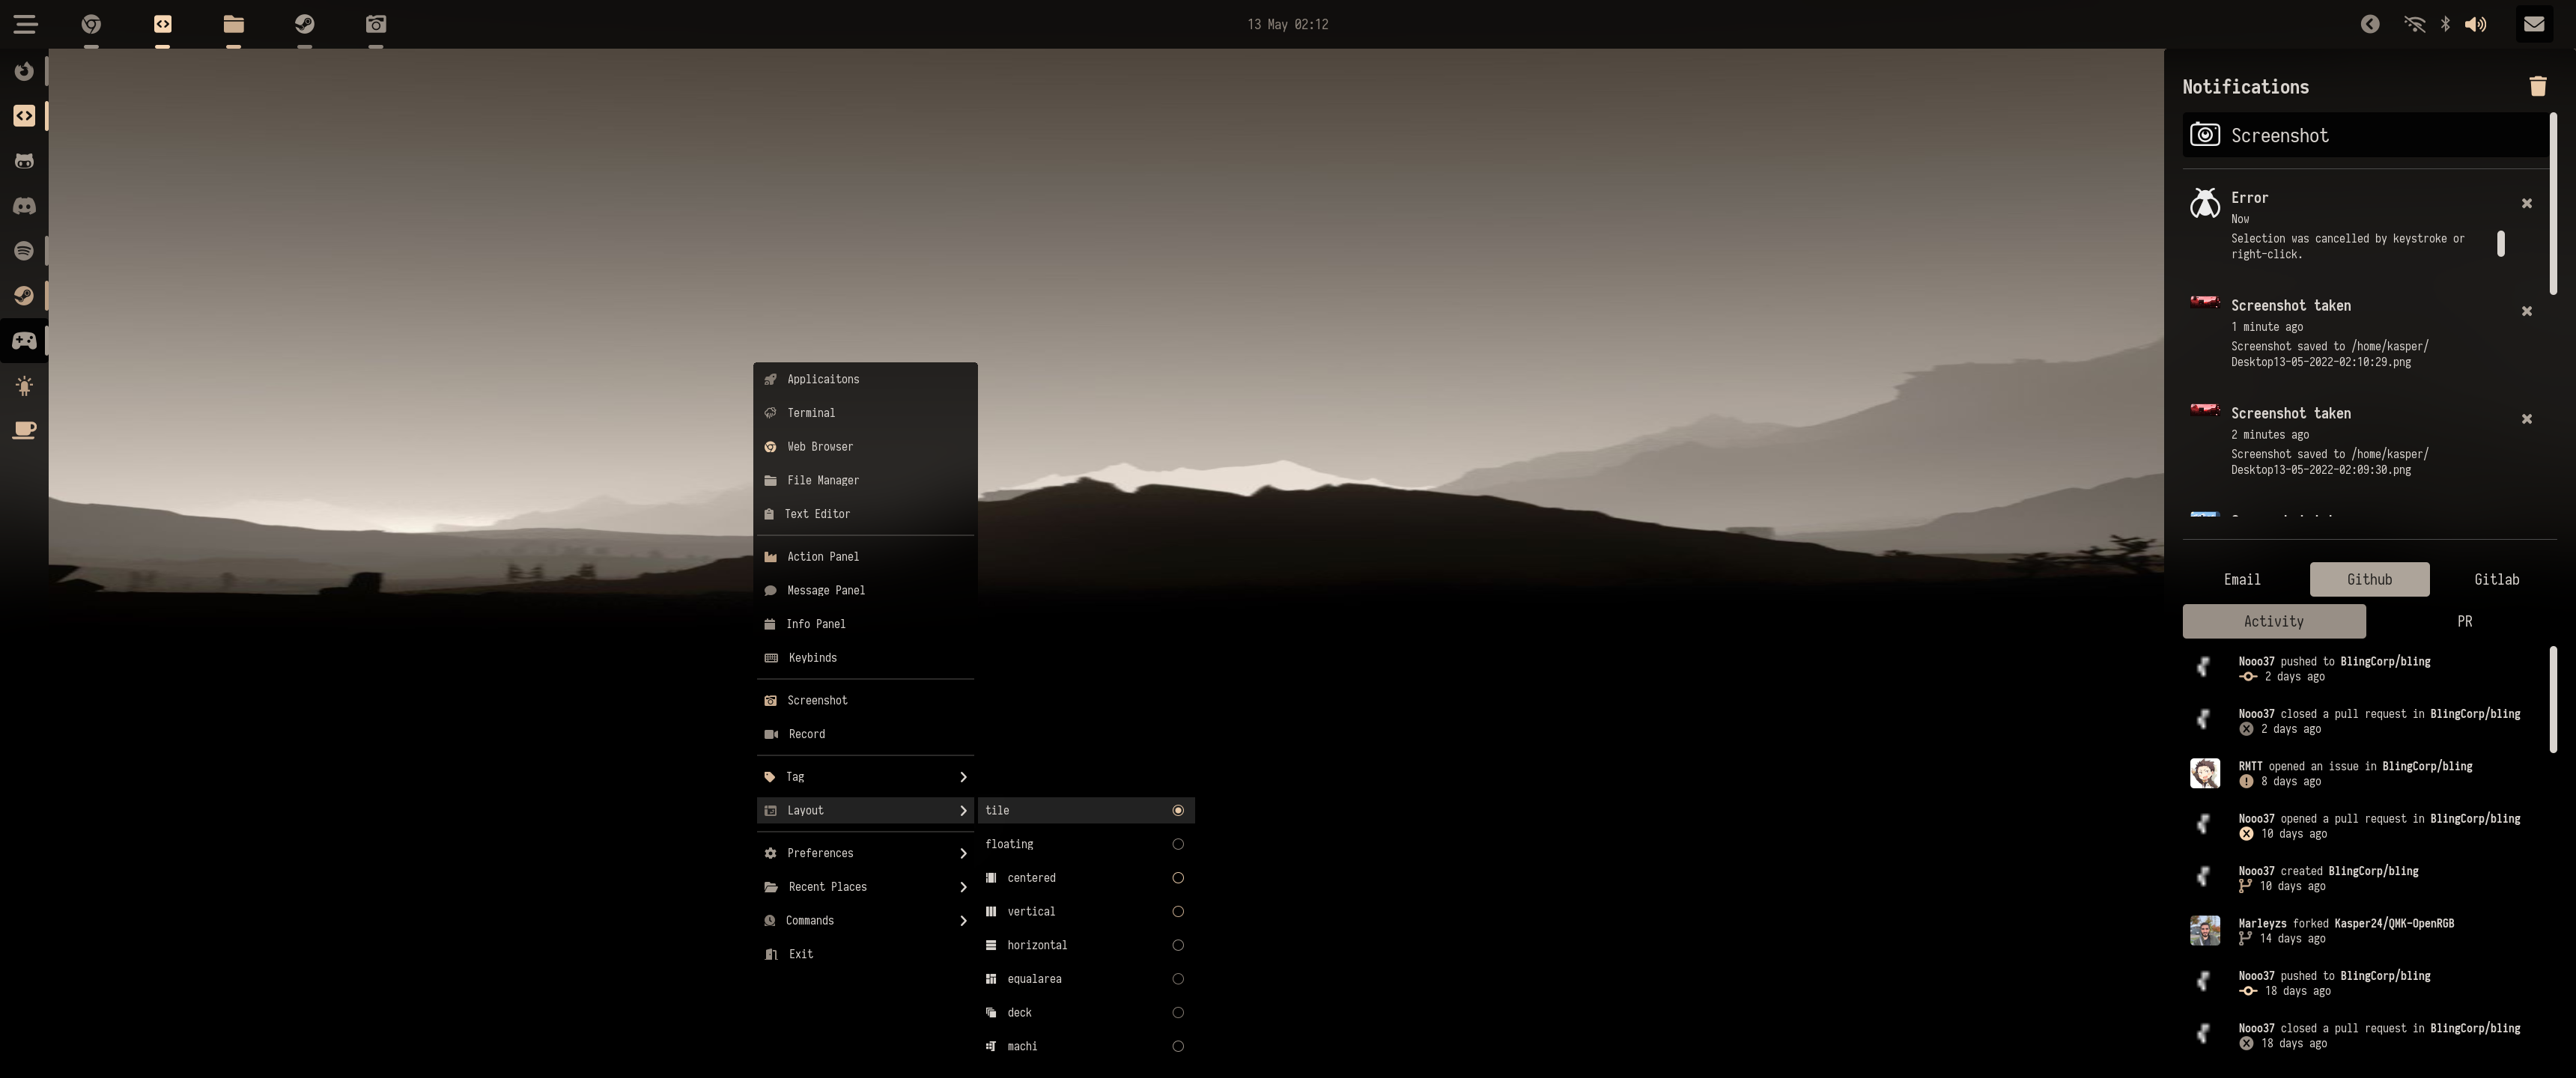 13 May 02:12
Applicaitons
Terminal
Web Browser
File Manager
Text Editor
Action Panel
Message Panel
Info Panel
Keybinds
Screenshot
Record
Tag
Layout
Preferences
Recent Places
Commands
Exit
tile
floating
centered
vertical
horizontal
equalarea
deck
machi
Notifications
Screenshot
Error
Now
Selection was cancelled by keystroke or
right-click.
Screenshot taken
1 minute ago
Screenshot saved to /home/kasper/
Desktop13-05-2022-02:10:29.png
Screenshot taken
2 minutes ago
Screenshot saved to /home/kasper/
Desktop13-05-2022-02:09:30.png
Email Github Gitlab
Activity PR
Nooo37 pushed to BlingCorp/bling
2 days ago
Nooo37 closed a pull request in BlingCorp/bling
2 days ago
RMTT opened an issue in BlingCorp/bling
8 days ago
Nooo37 opened a pull request in BlingCorp/bling
10 days ago
Nooo37 created BlingCorp/bling
10 days ago
Marleyzs forked Kasper24/QMK-OpenRGB
14 days ago
Nooo37 pushed to BlingCorp/bling
18 days ago
Nooo37 closed a pull request in BlingCorp/bling
18 days ago